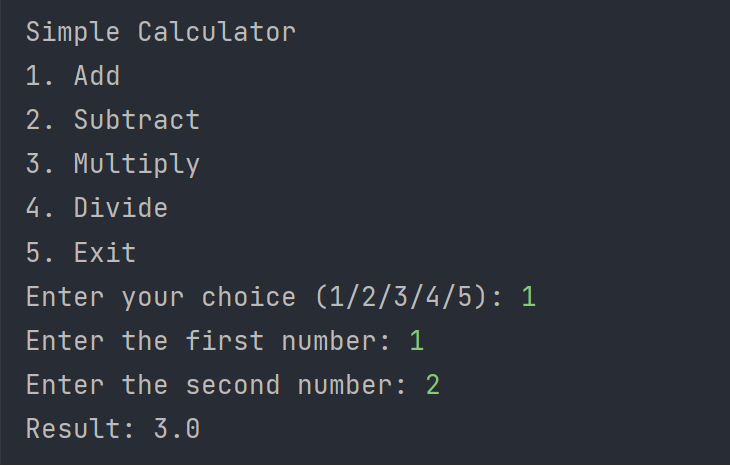 Simple Calculator
1. Add
2. Subtract
3. Multiply
4. Divide
5. Exit
Enter your choice (1/2/3/4/5): 1
Enter the first number: 1
Enter the second number: 2
Result: 3.0